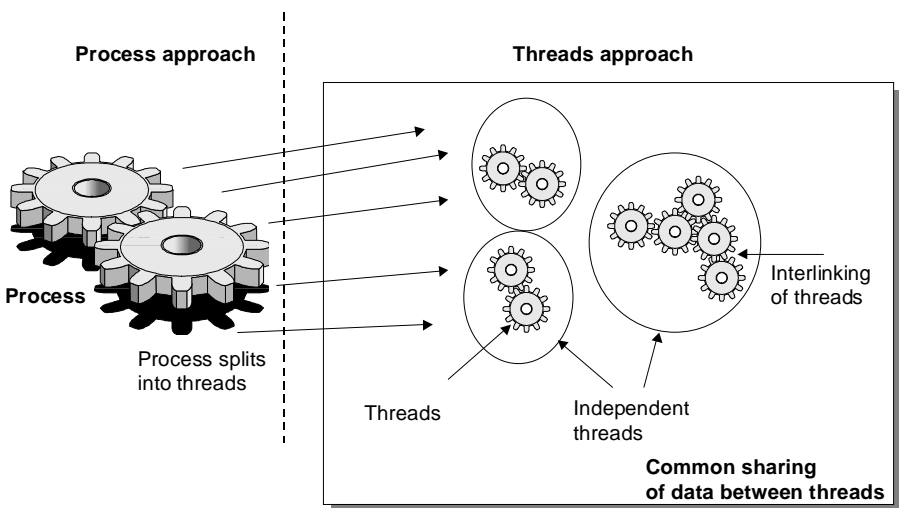 Process approach
Threads approach
Process
Process splits
into threads
Threads
Independent
threads
Interlinking
of threads
Common sharing
of data between threads